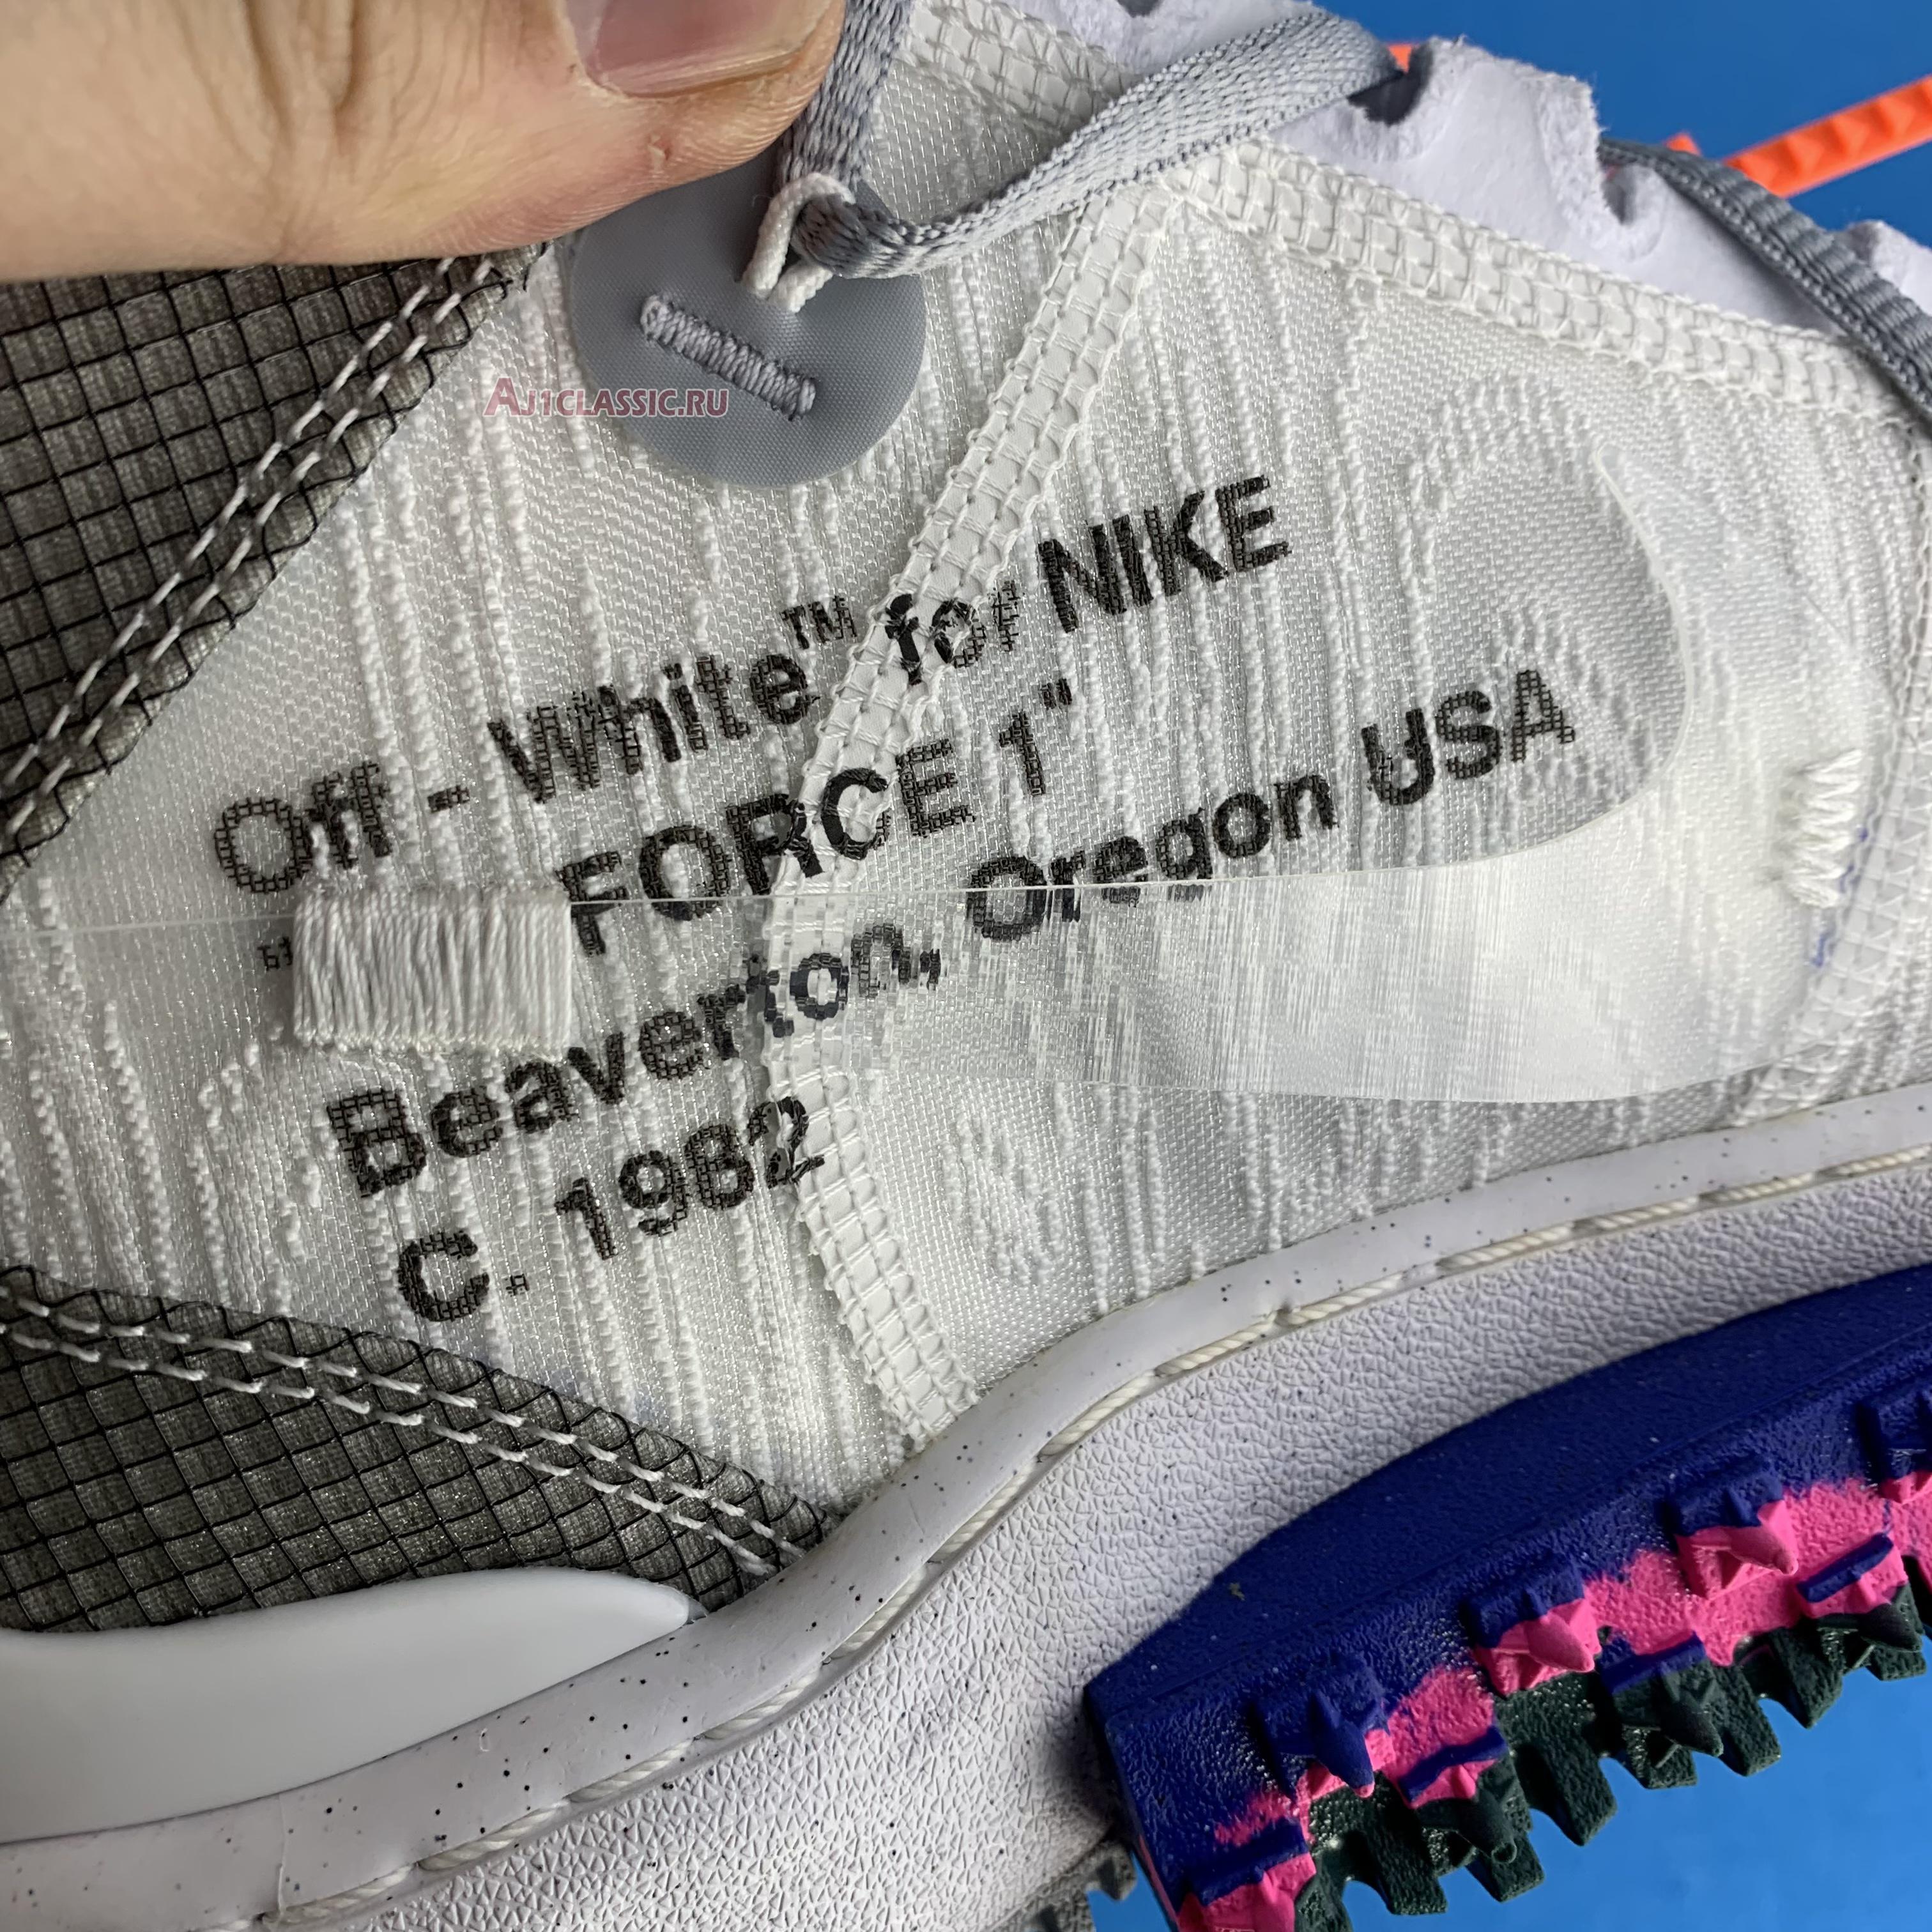 AJ1CLASSIC.RU
Off - White™ for NIKE
" FORCE 1"
Beaverton, Oregon USA
C. 1982